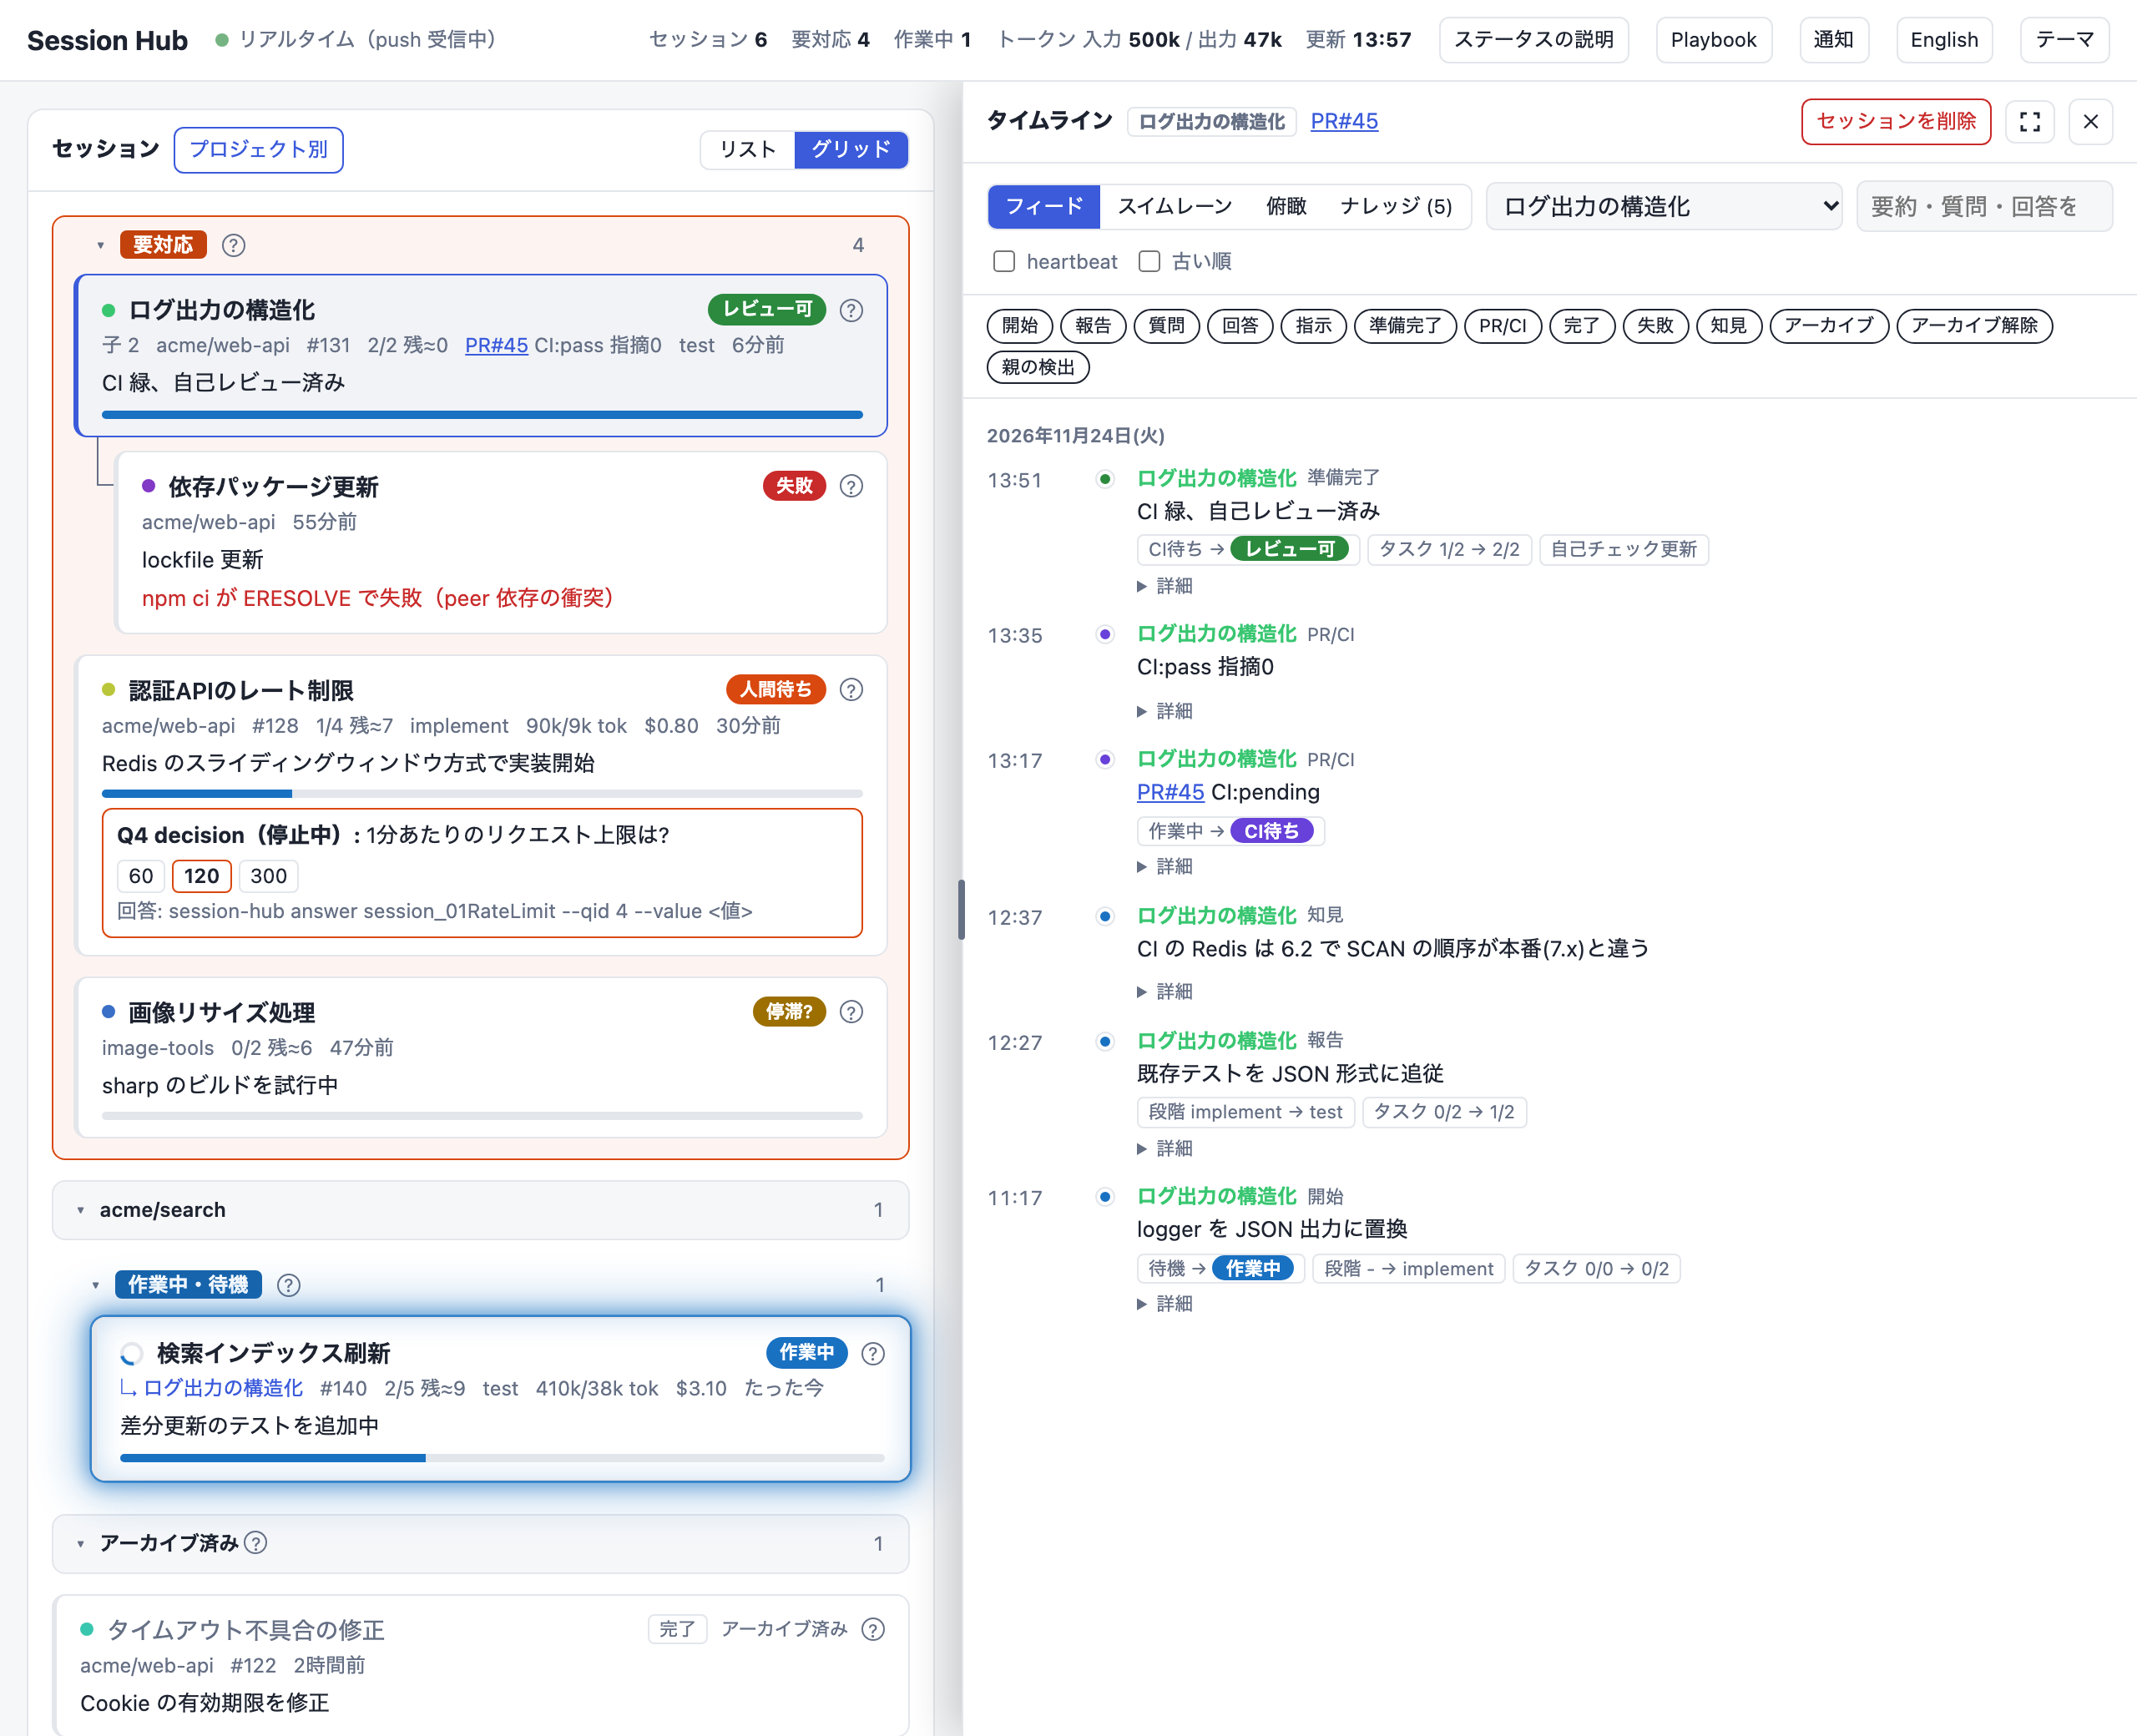 Session Hub
リアルタイム（push 受信中）
セッション 6 要対応 4 作業中 1 トークン 入力 500k / 出力 47k 更新 13:57
ステータスの説明
Playbook
通知
English
テーマ
セッション
プロジェクト別
リスト
グリッド
要対応 ? 4
ログ出力の構造化 レビュー可 ?
子 2 acme/web-api #131 2/2 残≈0 PR#45 CI:pass 指摘0 test 6分前
CI 緑、自己レビュー済み
依存パッケージ更新 失敗 ?
acme/web-api 55分前
lockfile 更新
npm ci が ERESOLVE で失敗（peer 依存の衝突）
認証APIのレート制限 人間待ち ?
acme/web-api #128 1/4 残≈7 implement 90k/9k tok $0.80 30分前
Redis のスライディングウィンドウ方式で実装開始
Q4 decision（停止中）: 1分あたりのリクエスト上限は?
60 120 300
回答: session-hub answer session_01RateLimit --qid 4 --value <値>
画像リサイズ処理 停滞? ?
image-tools 0/2 残≈6 47分前
sharp のビルドを試行中
acme/search 1
作業中・待機 ? 1
検索インデックス刷新 作業中 ?
ログ出力の構造化 #140 2/5 残≈9 test 410k/38k tok $3.10 たった今
差分更新のテストを追加中
アーカイブ済み ? 1
タイムアウト不具合の修正 完了 アーカイブ済み ?
acme/web-api #122 2時間前
Cookie の有効期限を修正
タイムライン ログ出力の構造化 PR#45
セッションを削除
フィード スイムレーン 俯瞰 ナレッジ (5)
ログ出力の構造化
要約・質問・回答を
heartbeat 古い順
開始 報告 質問 回答 指示 準備完了 PR/CI 完了 失敗 知見 アーカイブ アーカイブ解除
親の検出
2026年11月24日(火)
13:51 ログ出力の構造化 準備完了
CI 緑、自己レビュー済み
CI待ち → レビュー可 タスク 1/2 → 2/2 自己チェック更新
▶ 詳細
13:35 ログ出力の構造化 PR/CI
CI:pass 指摘0
▶ 詳細
13:17 ログ出力の構造化 PR/CI
PR#45 CI:pending
作業中 → CI待ち
▶ 詳細
12:37 ログ出力の構造化 知見
CI の Redis は 6.2 で SCAN の順序が本番(7.x)と違う
▶ 詳細
12:27 ログ出力の構造化 報告
既存テストを JSON 形式に追従
段階 implement → test タスク 0/2 → 1/2
▶ 詳細
11:17 ログ出力の構造化 開始
logger を JSON 出力に置換
待機 → 作業中 段階 - → implement タスク 0/0 → 0/2
▶ 詳細